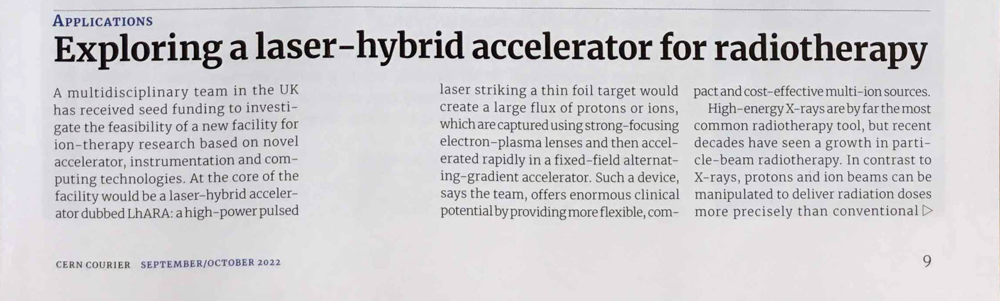 APPLICATIONS
Exploring a laser-hybrid accelerator for radiotherapy
A multidisciplinary team in the UK
has received seed funding to investi-
gate the feasibility of a new facility for
ion-therapy research based on novel
accelerator, instrumentation and com-
puting technologies. At the core of the
facility would be a laser-hybrid acceler-
ator dubbed LhARA: a high-power pulsed
laser striking a thin foil target would
create a large flux of protons or ions,
which are captured using strong-focusing
electron-plasma lenses and then accel-
erated rapidly in a fixed-field alternat-
ing-gradient accelerator. Such a device,
says the team, offers enormous clinical
potential by providing more flexible, com-
pact and cost-effective multi-ion sources.
High-energy X-rays are by far the most
common radiotherapy tool, but recent
decades have seen a growth in parti-
cle-beam radiotherapy. In contrast to
X-rays, protons and ion beams can be
manipulated to deliver radiation doses
more precisely than conventional ▷
CERN COURIER SEPTEMBER/OCTOBER 2022
9